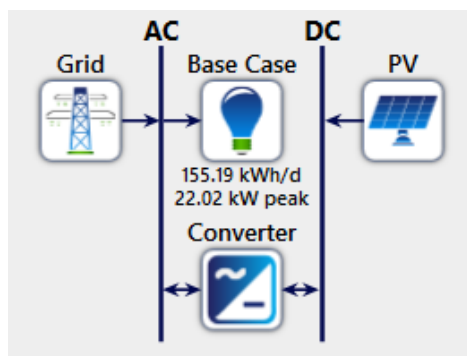 AC DC
Grid Base Case PV
155.19 kWh/d
22.02 kW peak
Converter